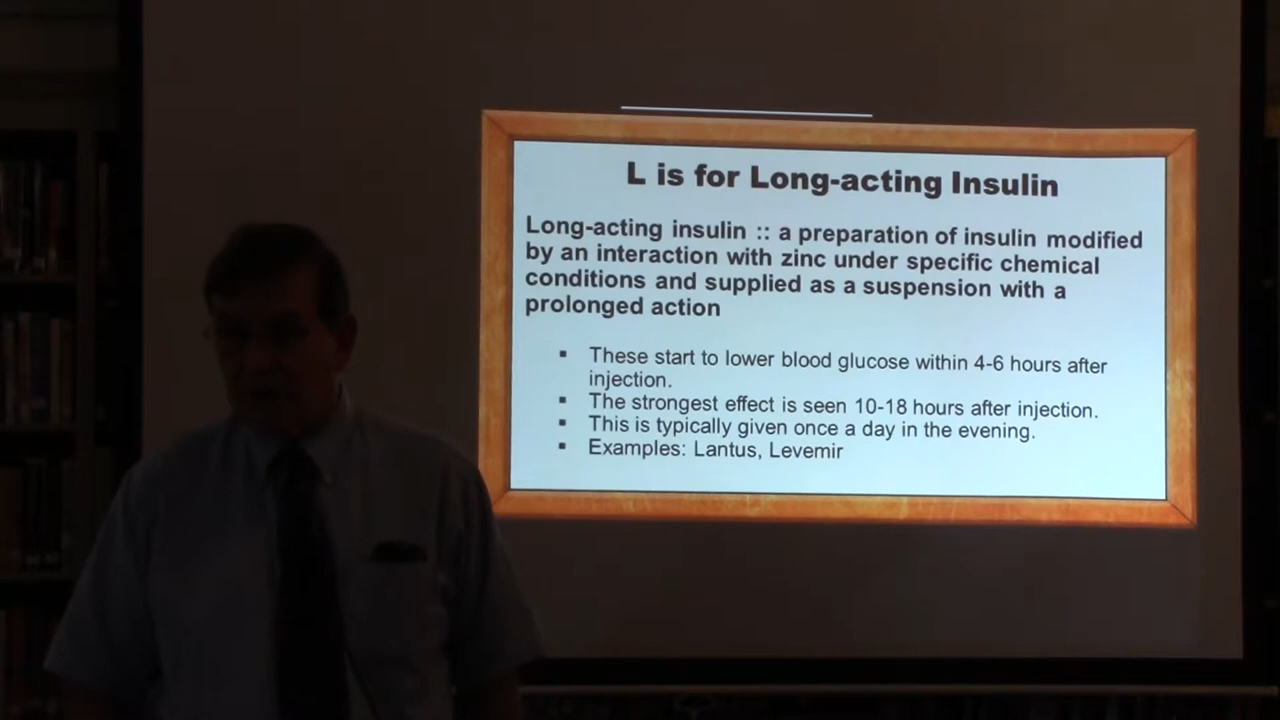 L is for Long-acting Insulin
Long-acting insulin :: a preparation of insulin modified
by an interaction with zinc under specific chemical
conditions and supplied as a suspension with a
prolonged action
▪ These start to lower blood glucose within 4-6 hours after
injection.
▪ The strongest effect is seen 10-18 hours after injection.
▪ This is typically given once a day in the evening.
▪ Examples: Lantus, Levemir